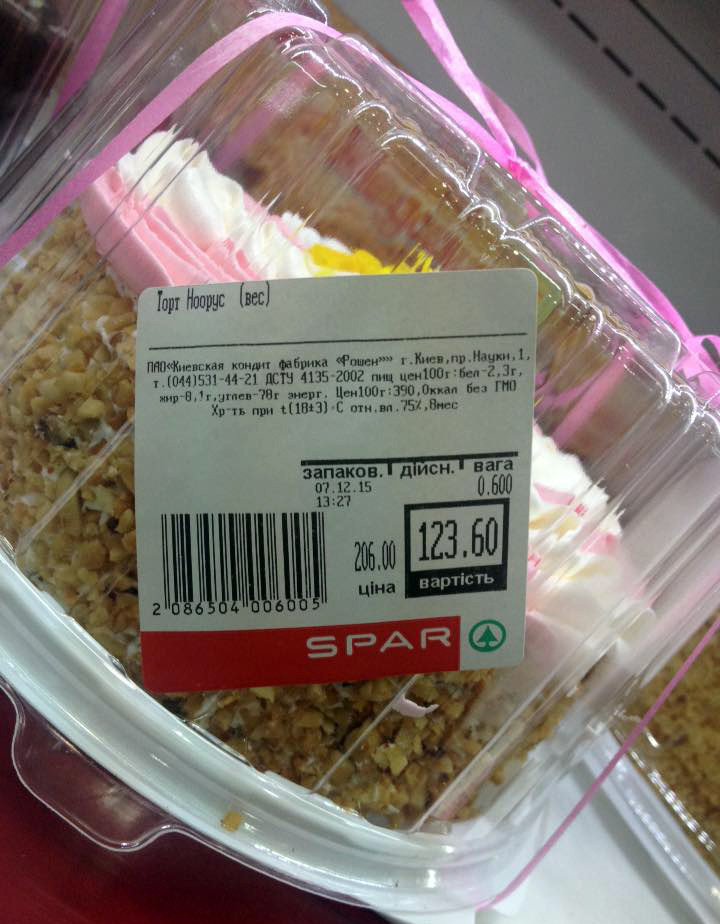 Торт Ноорус (вес)
ПАО«Киевская кондит фабрика «Рошен»»» г.Киев,пр.Науки,1,
т.(044)531-44-21 ДСТУ 4135-2002 пищ цен100г:бел-2,3г,
жир-8,1г,углев-78г энерг. Цен100г:390,0ккал без ГМО
Хр-ть при t(18±3)·С отн.вл.75%,8мес
запаков. дійсн. вага
07.12.15 0.600
13:27
206.00 123.60
ціна вартість
2 086504 006005
SPAR